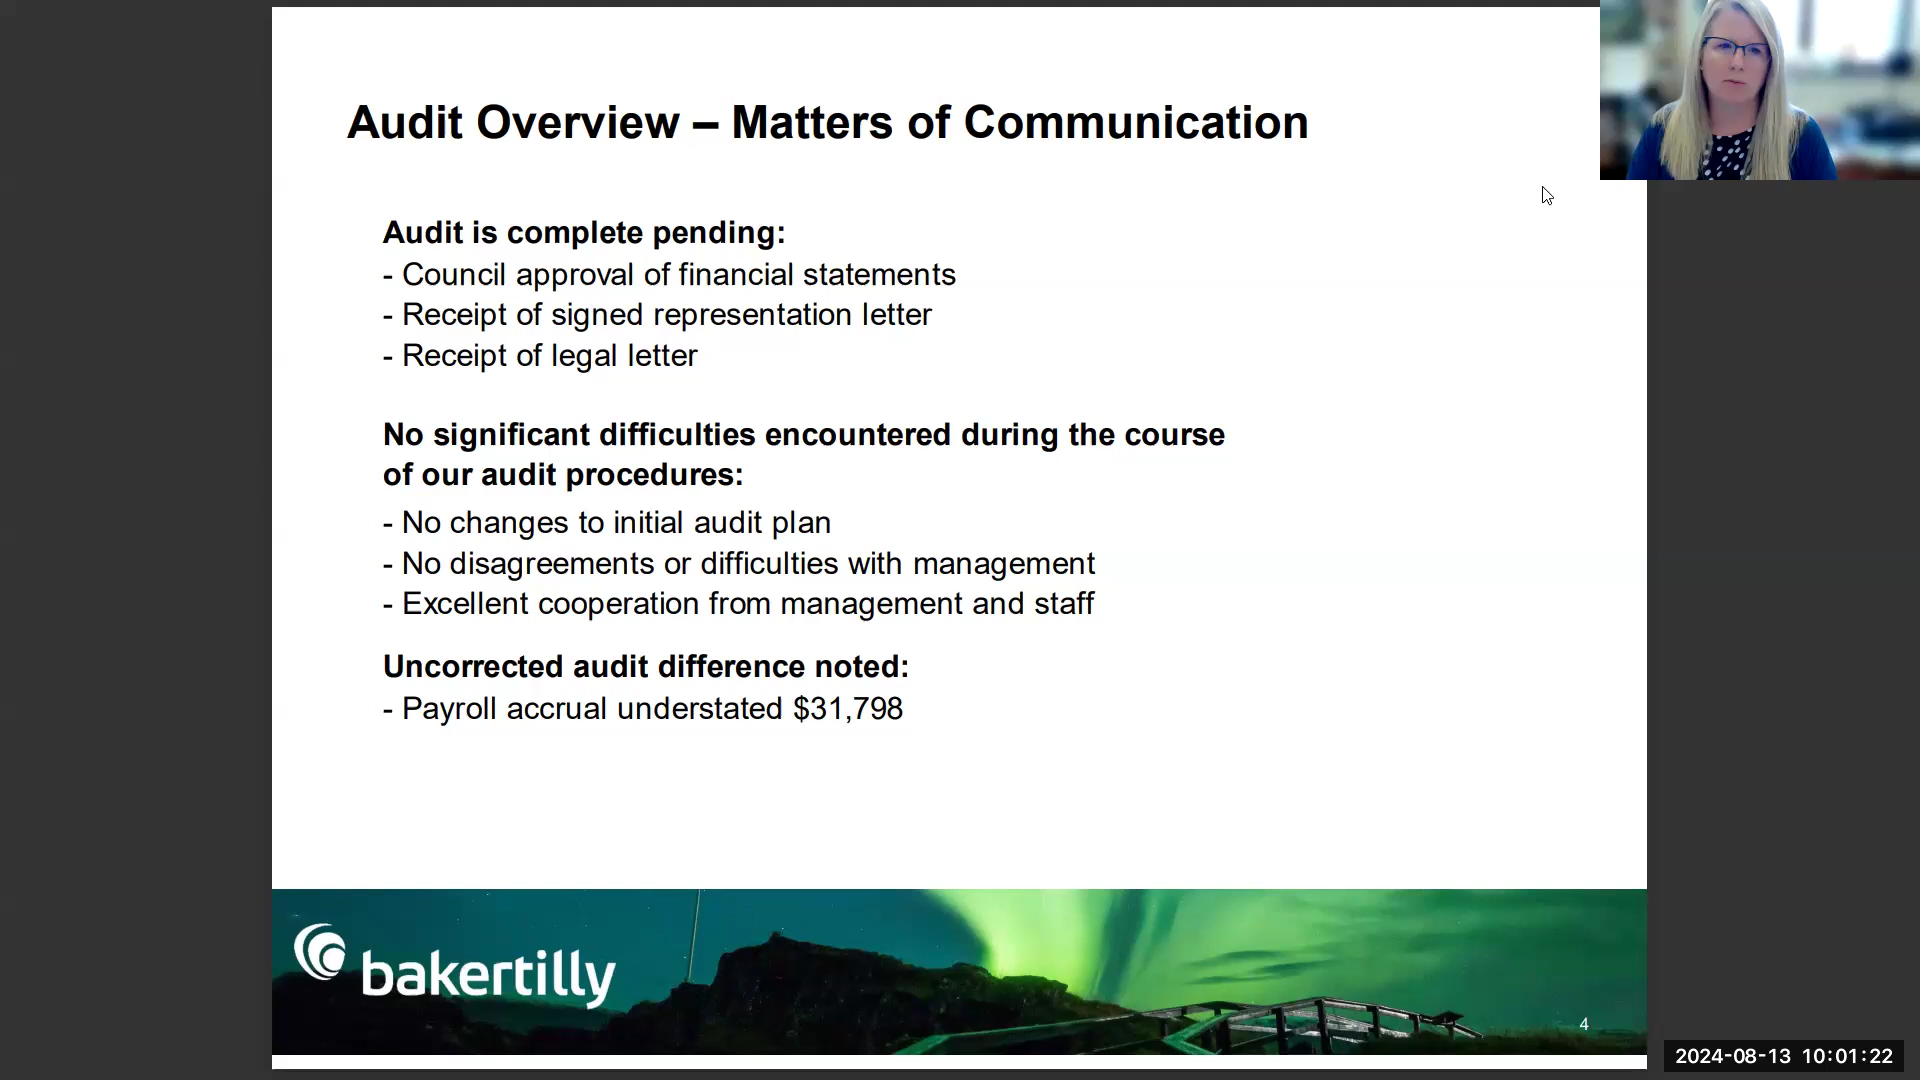 Audit Overview – Matters of Communication
Audit is complete pending:
- Council approval of financial statements
- Receipt of signed representation letter
- Receipt of legal letter
No significant difficulties encountered during the course
of our audit procedures:
- No changes to initial audit plan
- No disagreements or difficulties with management
- Excellent cooperation from management and staff
Uncorrected audit difference noted:
- Payroll accrual understated $31,798
bakertilly
4
2024-08-13 10:01:22